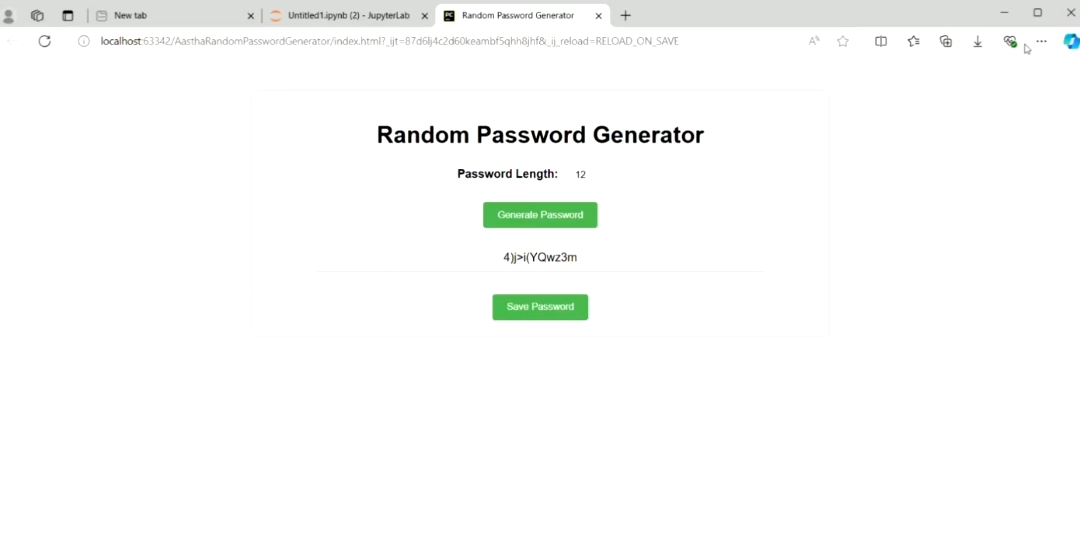 New tab
Untitled1.ipynb (2) - JupyterLab
PC
Random Password Generator
localhost:63342/AasthaRandomPasswordGenerator/index.html?_ijt=87d6lj4c2d60keambf5qhh8jhf&_ij_reload=RELOAD_ON_SAVE
Random Password Generator
Password Length: 12
Generate Password
4)j>i(YQwz3m
Save Password